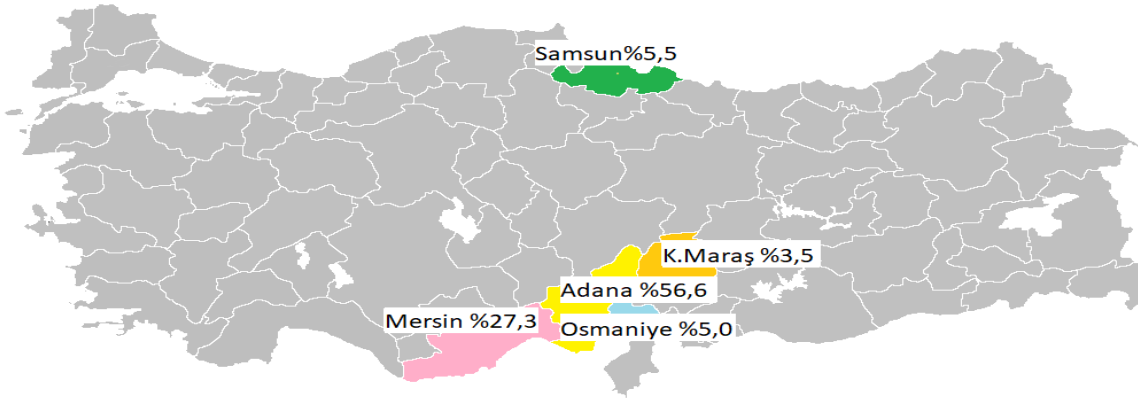 Samsun%5,5
K.Maraş %3,5
Adana %56,6
Mersin %27,3
Osmaniye %5,0